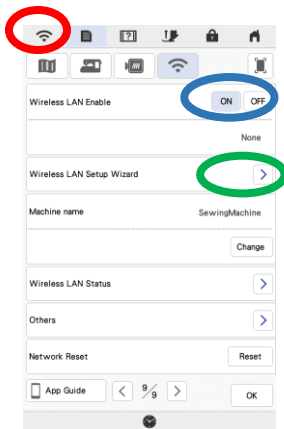 Wireless LAN Enable ON OFF
None
Wireless LAN Setup Wizard
Machine name SewingMachine
Change
Wireless LAN Status
Others
Network Reset Reset
App Guide 9/9 OK